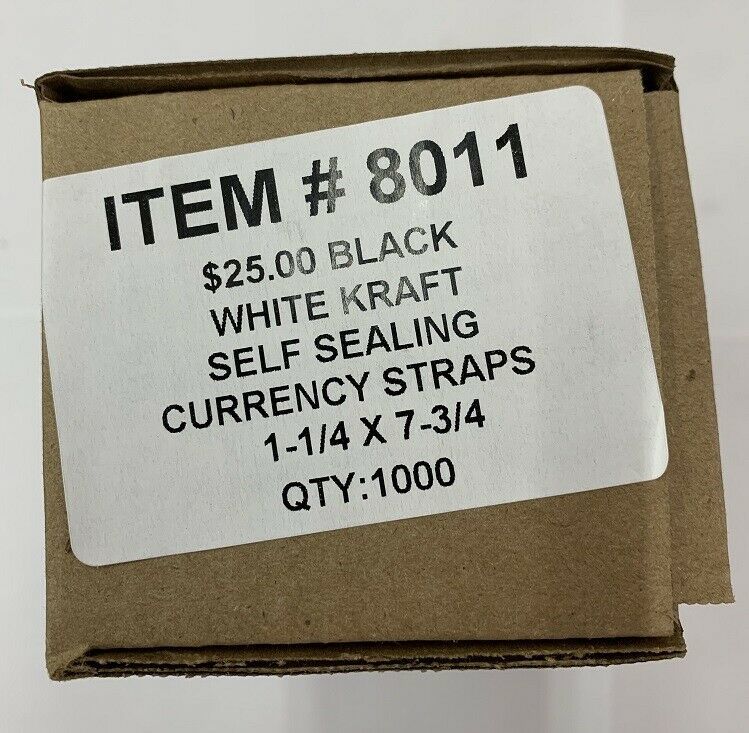 ITEM # 8011
$25.00 BLACK
WHITE KRAFT
SELF SEALING
CURRENCY STRAPS
1-1/4 X 7-3/4
QTY:1000